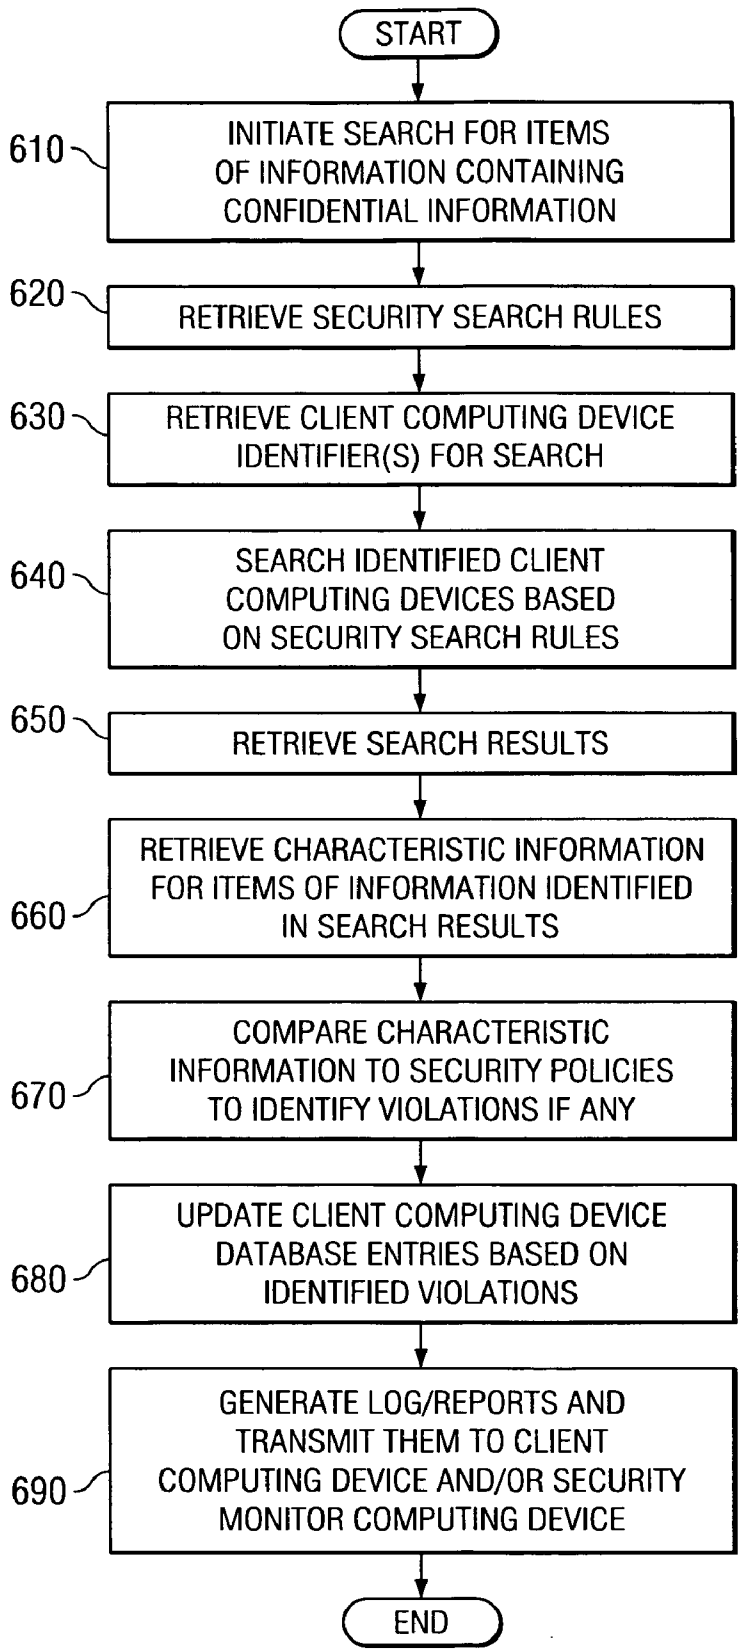 START
610
INITIATE SEARCH FOR ITEMS
OF INFORMATION CONTAINING
CONFIDENTIAL INFORMATION
620
RETRIEVE SECURITY SEARCH RULES
630
RETRIEVE CLIENT COMPUTING DEVICE
IDENTIFIER(S) FOR SEARCH
640
SEARCH IDENTIFIED CLIENT
COMPUTING DEVICES BASED
ON SECURITY SEARCH RULES
650
RETRIEVE SEARCH RESULTS
660
RETRIEVE CHARACTERISTIC INFORMATION
FOR ITEMS OF INFORMATION IDENTIFIED
IN SEARCH RESULTS
670
COMPARE CHARACTERISTIC
INFORMATION TO SECURITY POLICIES
TO IDENTIFY VIOLATIONS IF ANY
680
UPDATE CLIENT COMPUTING DEVICE
DATABASE ENTRIES BASED ON
IDENTIFIED VIOLATIONS
690
GENERATE LOG/REPORTS AND
TRANSMIT THEM TO CLIENT
COMPUTING DEVICE AND/OR SECURITY
MONITOR COMPUTING DEVICE
END